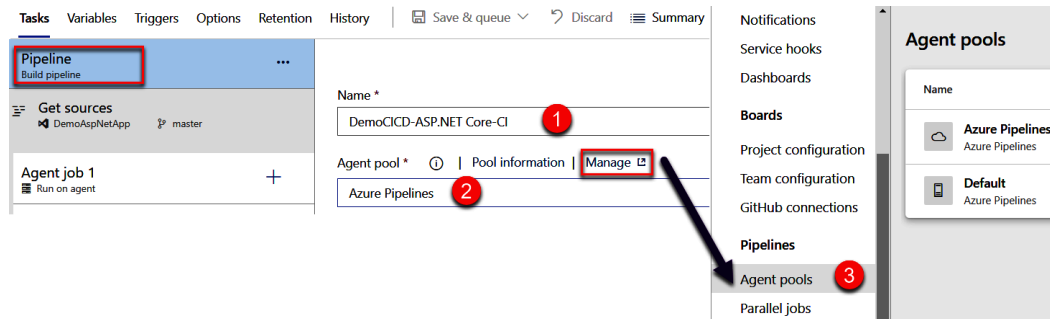 Tasks Variables Triggers Options Retention History Save & queue Discard Summary
Pipeline
Build pipeline
...
Get sources
DemoAspNetApp master
Agent job 1
Run on agent
+
Name *
DemoCICD-ASP.NET Core-CI
1
Agent pool * | Pool information | Manage
Azure Pipelines
2
Notifications
Service hooks
Dashboards
Boards
Project configuration
Team configuration
GitHub connections
Pipelines
Agent pools
3
Parallel jobs
Agent pools
Name
Azure Pipelines
Azure Pipelines
Default
Azure Pipelines